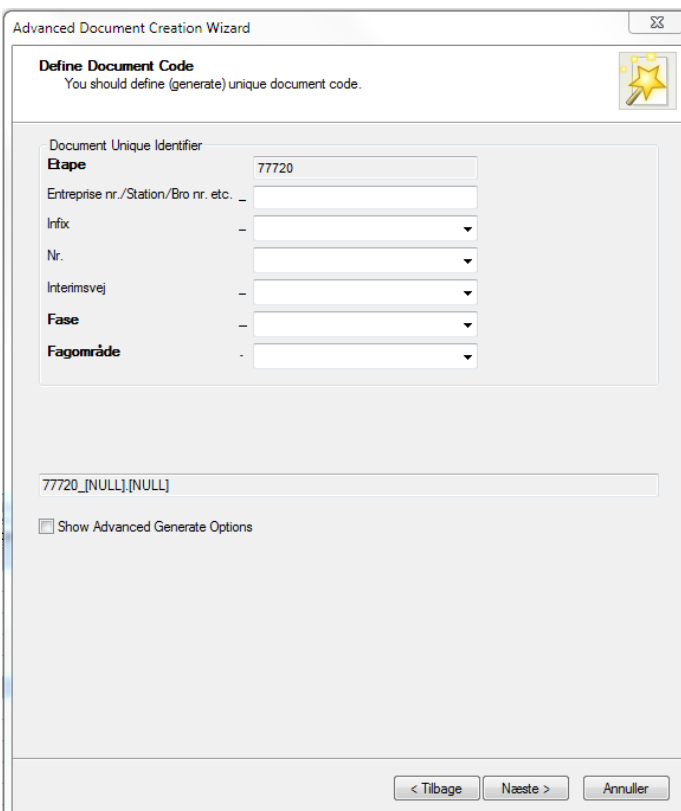 Advanced Document Creation Wizard
Define Document Code
You should define (generate) unique document code.
Document Unique Identifier
Etape 77720
Entreprise nr./Station/Bro nr. etc. _
Infix _
Nr.
Interimsvej _
Fase _
Fagområde .
77720_[NULL].[NULL]
Show Advanced Generate Options
< Tilbage Næste > Annuller